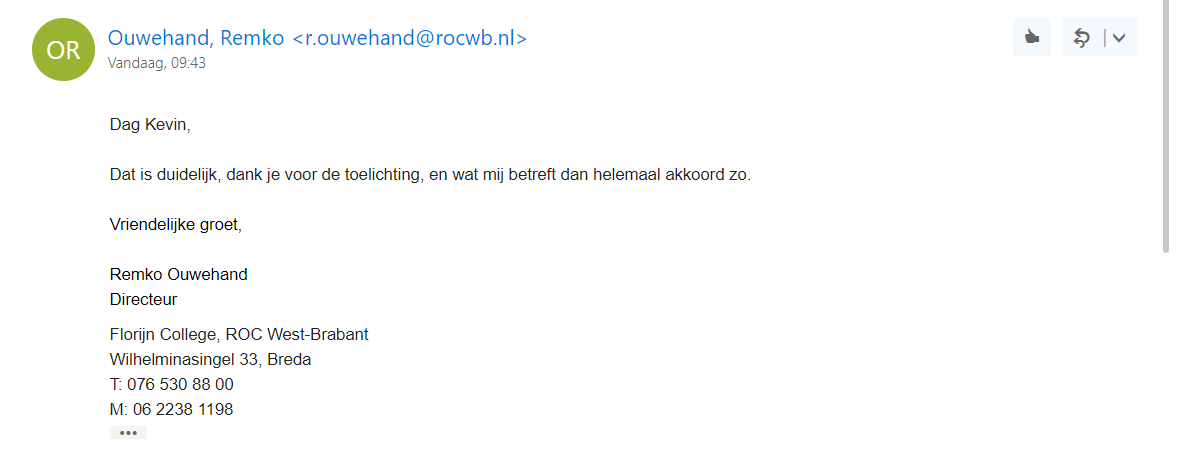 OR
Ouwehand, Remko <r.ouwehand@rocwb.nl>
Vandaag, 09:43
Dag Kevin,
Dat is duidelijk, dank je voor de toelichting, en wat mij betreft dan helemaal akkoord zo.
Vriendelijke groet,
Remko Ouwehand
Directeur
Florijn College, ROC West-Brabant
Wilhelminasingel 33, Breda
T: 076 530 88 00
M: 06 2238 1198